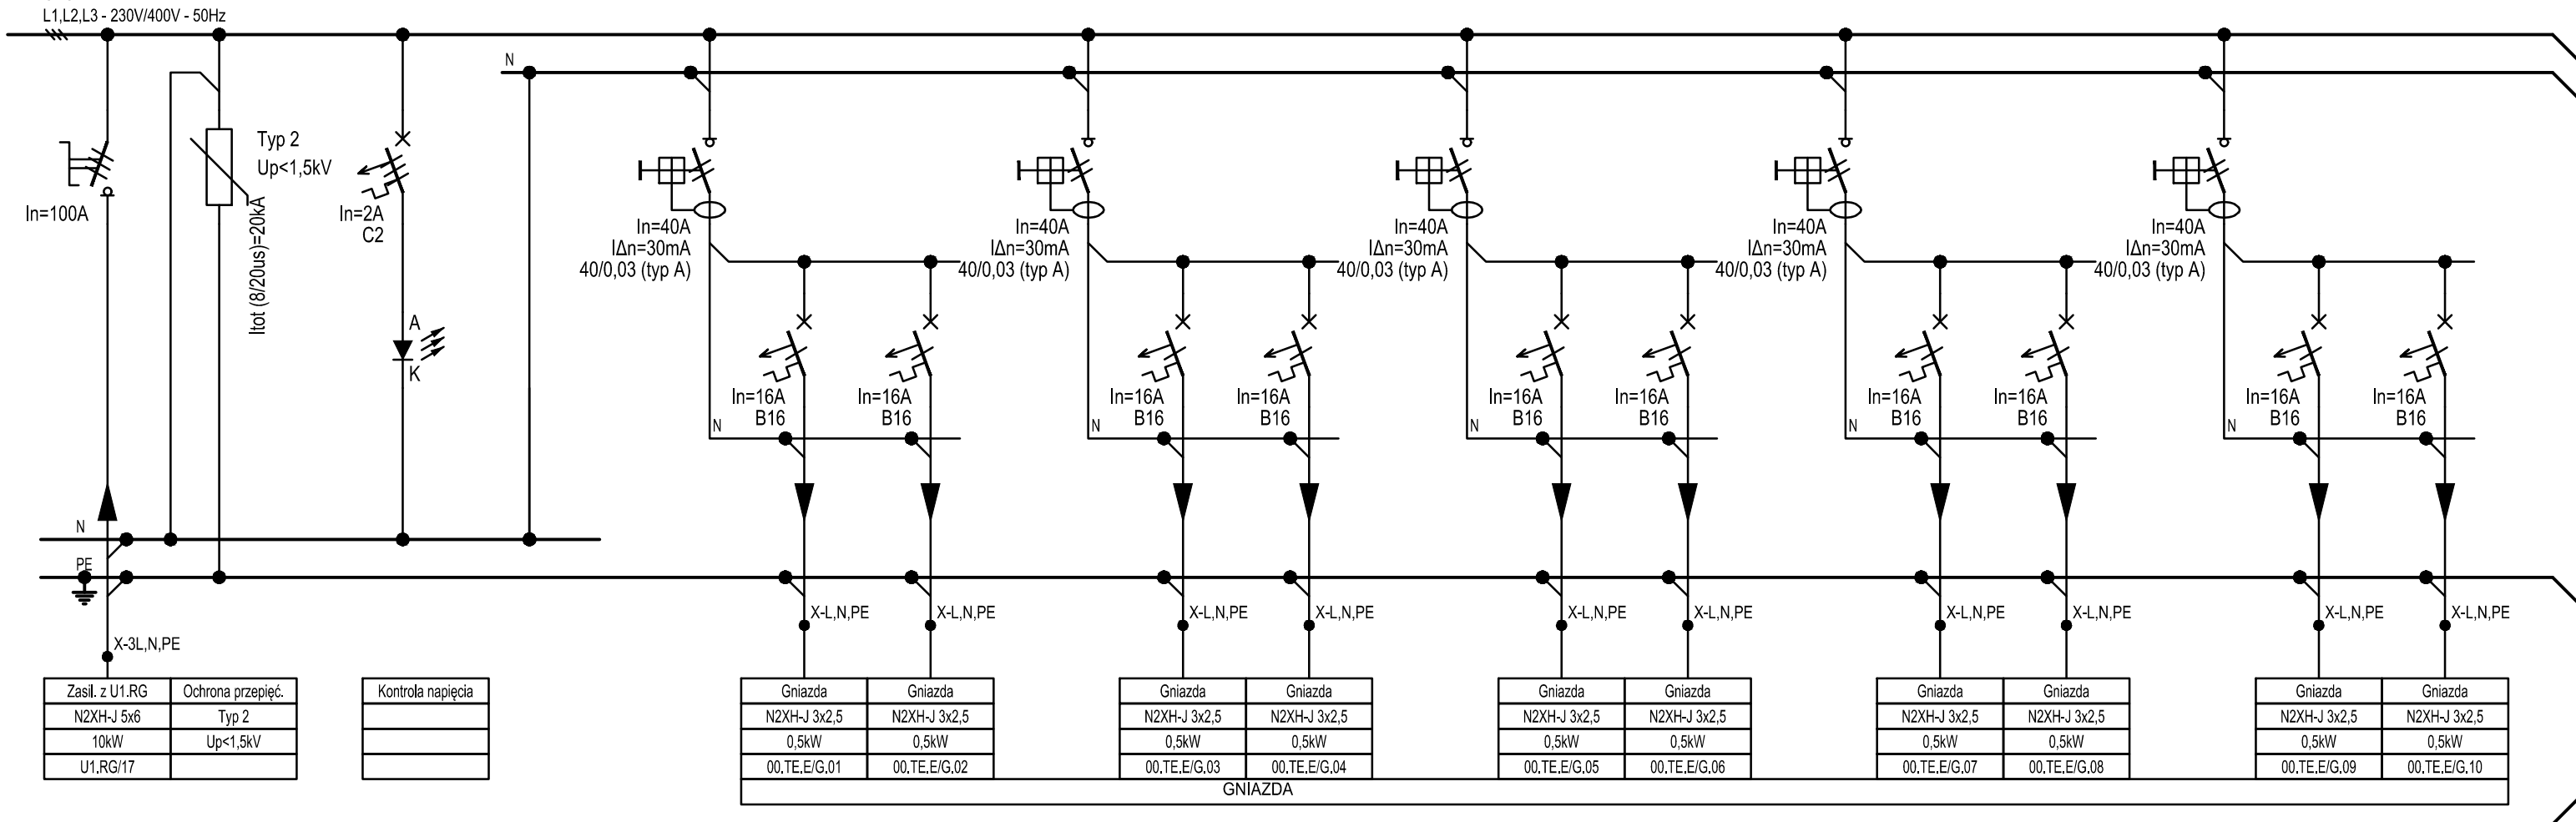 L1,L2,L3 - 230V/400V - 50Hz
N
Typ 2
Up<1,5kV
In=100A
Itot (8/20us)=20kA
In=2A
C2
A
K
In=40A
IΔn=30mA
40/0,03 (typ A)
In=40A
IΔn=30mA
40/0,03 (typ A)
In=40A
IΔn=30mA
40/0,03 (typ A)
In=40A
IΔn=30mA
40/0,03 (typ A)
In=40A
IΔn=30mA
40/0,03 (typ A)
In=16A
B16
In=16A
B16
In=16A
B16
In=16A
B16
In=16A
B16
In=16A
B16
In=16A
B16
In=16A
B16
In=16A
B16
In=16A
B16
N
N
N
N
N
N
PE
X-3L,N,PE
X-L,N,PE
X-L,N,PE
X-L,N,PE
X-L,N,PE
X-L,N,PE
X-L,N,PE
X-L,N,PE
X-L,N,PE
X-L,N,PE
X-L,N,PE
Zasil. z U1.RG Ochrona przepięć. Kontrola napięcia Gniazda Gniazda Gniazda Gniazda Gniazda Gniazda Gniazda Gniazda Gniazda Gniazda
N2XH-J 5x6 Typ 2 N2XH-J 3x2,5 N2XH-J 3x2,5 N2XH-J 3x2,5 N2XH-J 3x2,5 N2XH-J 3x2,5 N2XH-J 3x2,5 N2XH-J 3x2,5 N2XH-J 3x2,5 N2XH-J 3x2,5 N2XH-J 3x2,5
10kW Up<1,5kV 0,5kW 0,5kW 0,5kW 0,5kW 0,5kW 0,5kW 0,5kW 0,5kW 0,5kW 0,5kW
U1.RG/17 00.TE.E/G.01 00.TE.E/G.02 00.TE.E/G.03 00.TE.E/G.04 00.TE.E/G.05 00.TE.E/G.06 00.TE.E/G.07 00.TE.E/G.08 00.TE.E/G.09 00.TE.E/G.10
GNIAZDA